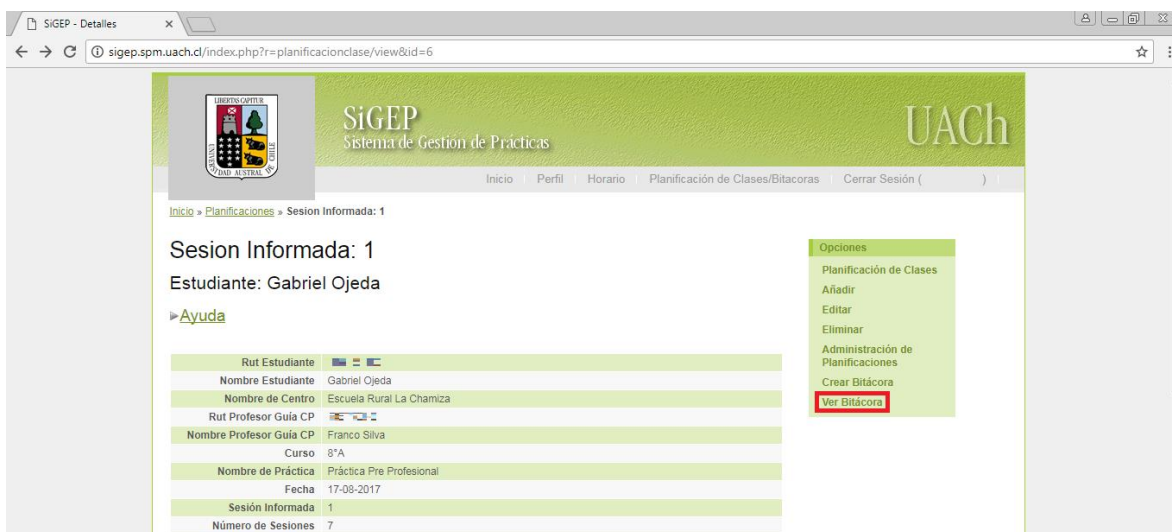 SiGEP - Detalles
sigep.spm.uach.cl/index.php?r=planificacionclase/view&id=6
LIBERTAS CAPITUR
UNIVERSIDAD AUSTRAL DE CHILE
SiGEP
Sistema de Gestión de Prácticas
UACh
Inicio Perfil Horario Planificación de Clases/Bitacoras Cerrar Sesión ( )
Inicio » Planificaciones » Sesion Informada: 1
Sesion Informada: 1
Estudiante: Gabriel Ojeda
Ayuda
Rut Estudiante
Nombre Estudiante Gabriel Ojeda
Nombre de Centro Escuela Rural La Chamiza
Rut Profesor Guía CP
Nombre Profesor Guía CP Franco Silva
Curso 8°A
Nombre de Práctica Práctica Pre Profesional
Fecha 17-08-2017
Sesión Informada 1
Número de Sesiones 7
Opciones
Planificación de Clases
Añadir
Editar
Eliminar
Administración de
Planificaciones
Crear Bitácora
Ver Bitácora